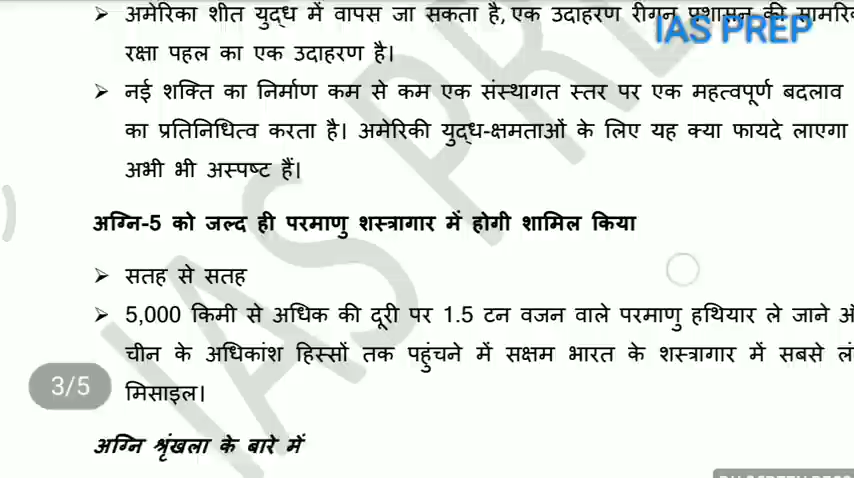 ➢ अमेरिका शीत युद्ध में वापस जा सकता है, एक उदाहरण रीगन प्रशासन की
IAS PREP
रक्षा पहल का एक उदाहरण है।
➢ नई शक्ति का निर्माण कम से कम एक संस्थागत स्तर पर एक महत्वपूर्ण बदलाव
का प्रतिनिधित्व करता है। अमेरिकी युद्ध-क्षमताओं के लिए यह क्या फायदे लाएगा
अभी भी अस्पष्ट हैं।
अग्नि-5 को जल्द ही परमाणु शस्त्रागार में होगी शामिल किया
➢ सतह से सतह
➢ 5,000 किमी से अधिक की दूरी पर 1.5 टन वजन वाले परमाणु हथियार ले जाने
चीन के अधिकांश हिस्सों तक पहुंचने में सक्षम भारत के शस्त्रागार में सबसे
3/5 मिसाइल।
अग्नि श्रृंखला के बारे में
IAS PRE